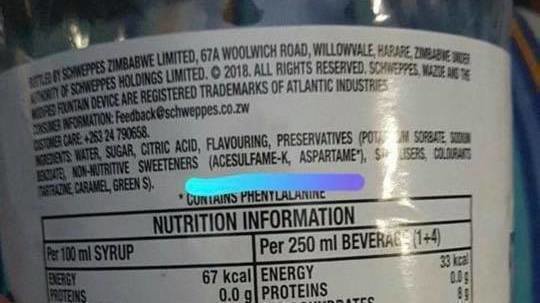 BY SCHWEPPES ZIMBABWE LIMITED, 67A WOOLWICH ROAD, WILLOWVALE, HARARE, ZIMBABWE UNDER
OF SCHWEPPES HOLDINGS LIMITED. © 2018. ALL RIGHTS RESERVED. SCHWEPPES, MAZOE AND THE
FOUNTAIN DEVICE ARE REGISTERED TRADEMARKS OF ATLANTIC INDUSTRIES
CONSUMER INFORMATION: Feedback@schweppes.co.zw
CUSTOMER CARE: +263 24 790658.
INGREDIENTS: WATER, SUGAR, CITRIC ACID, FLAVOURING, PRESERVATIVES (POTASSIUM SORBATE, SODIUM
BENZOATE), NON-NUTRITIVE SWEETENERS (ACESULFAME-K, ASPARTAME*), STABILISERS, COLOURANTS
(TARTRAZINE, CARAMEL, GREEN S).
* CONTAINS PHENYLALANINE
NUTRITION INFORMATION
Per 100 ml SYRUP
Per 250 ml BEVERAGE (1+4)
ENERGY 67 kcal
ENERGY 33 kcal
PROTEINS 0.0 g
PROTEINS 0.0 g